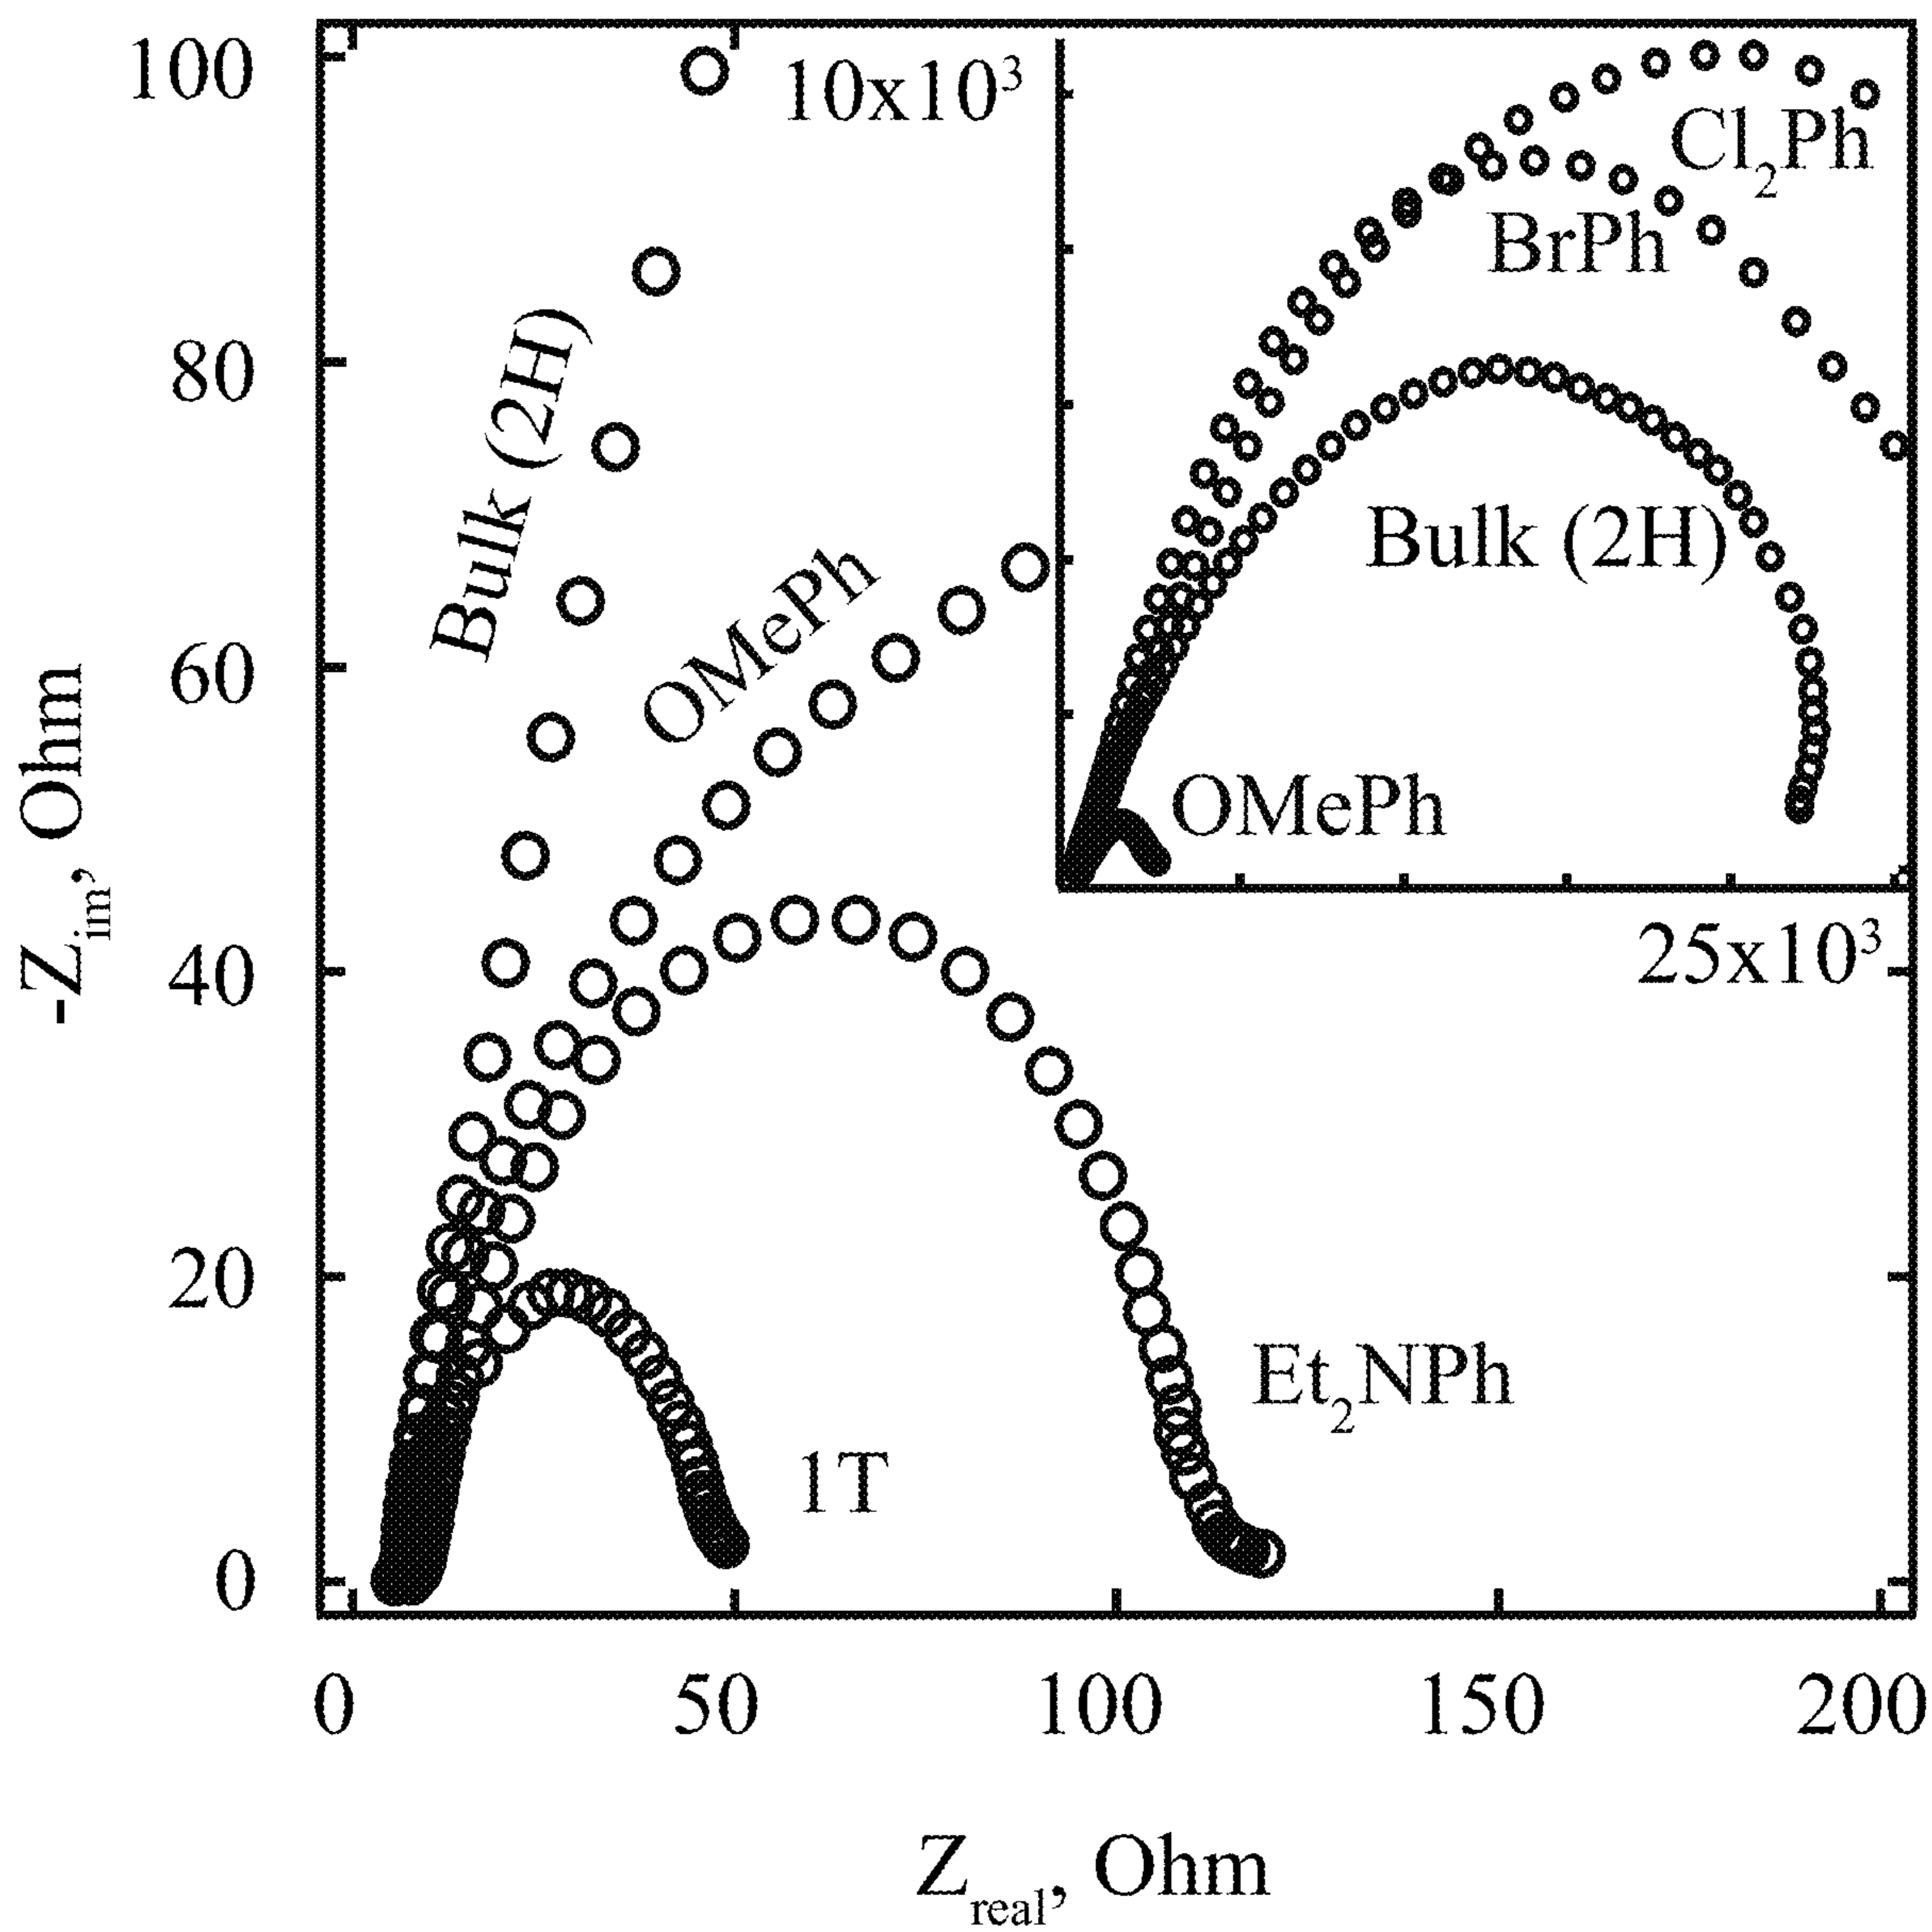 100
80
60
40
20
0
-Z_im, Ohm
10x10³
Cl₂Ph
BrPh
Bulk (2H)
OMePh
25x10³
Bulk (2H)
OMePh
Et₂NPh
1T
0 50 100 150 200
Z_real, Ohm